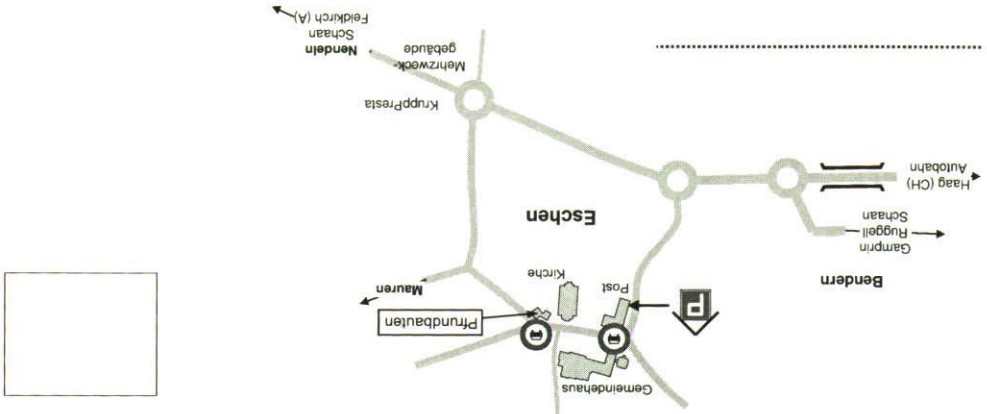 Gemeindehaus
P
Post
Kirche
Pfrundbauten
Mauren
Bendern
Gamprin
Ruggell
Schaan
Haag (CH)
Autobahn
Eschen
KruppPresta
Mehrzweck-
gebäude
Nendeln
Schaan
Feldkirch (A)